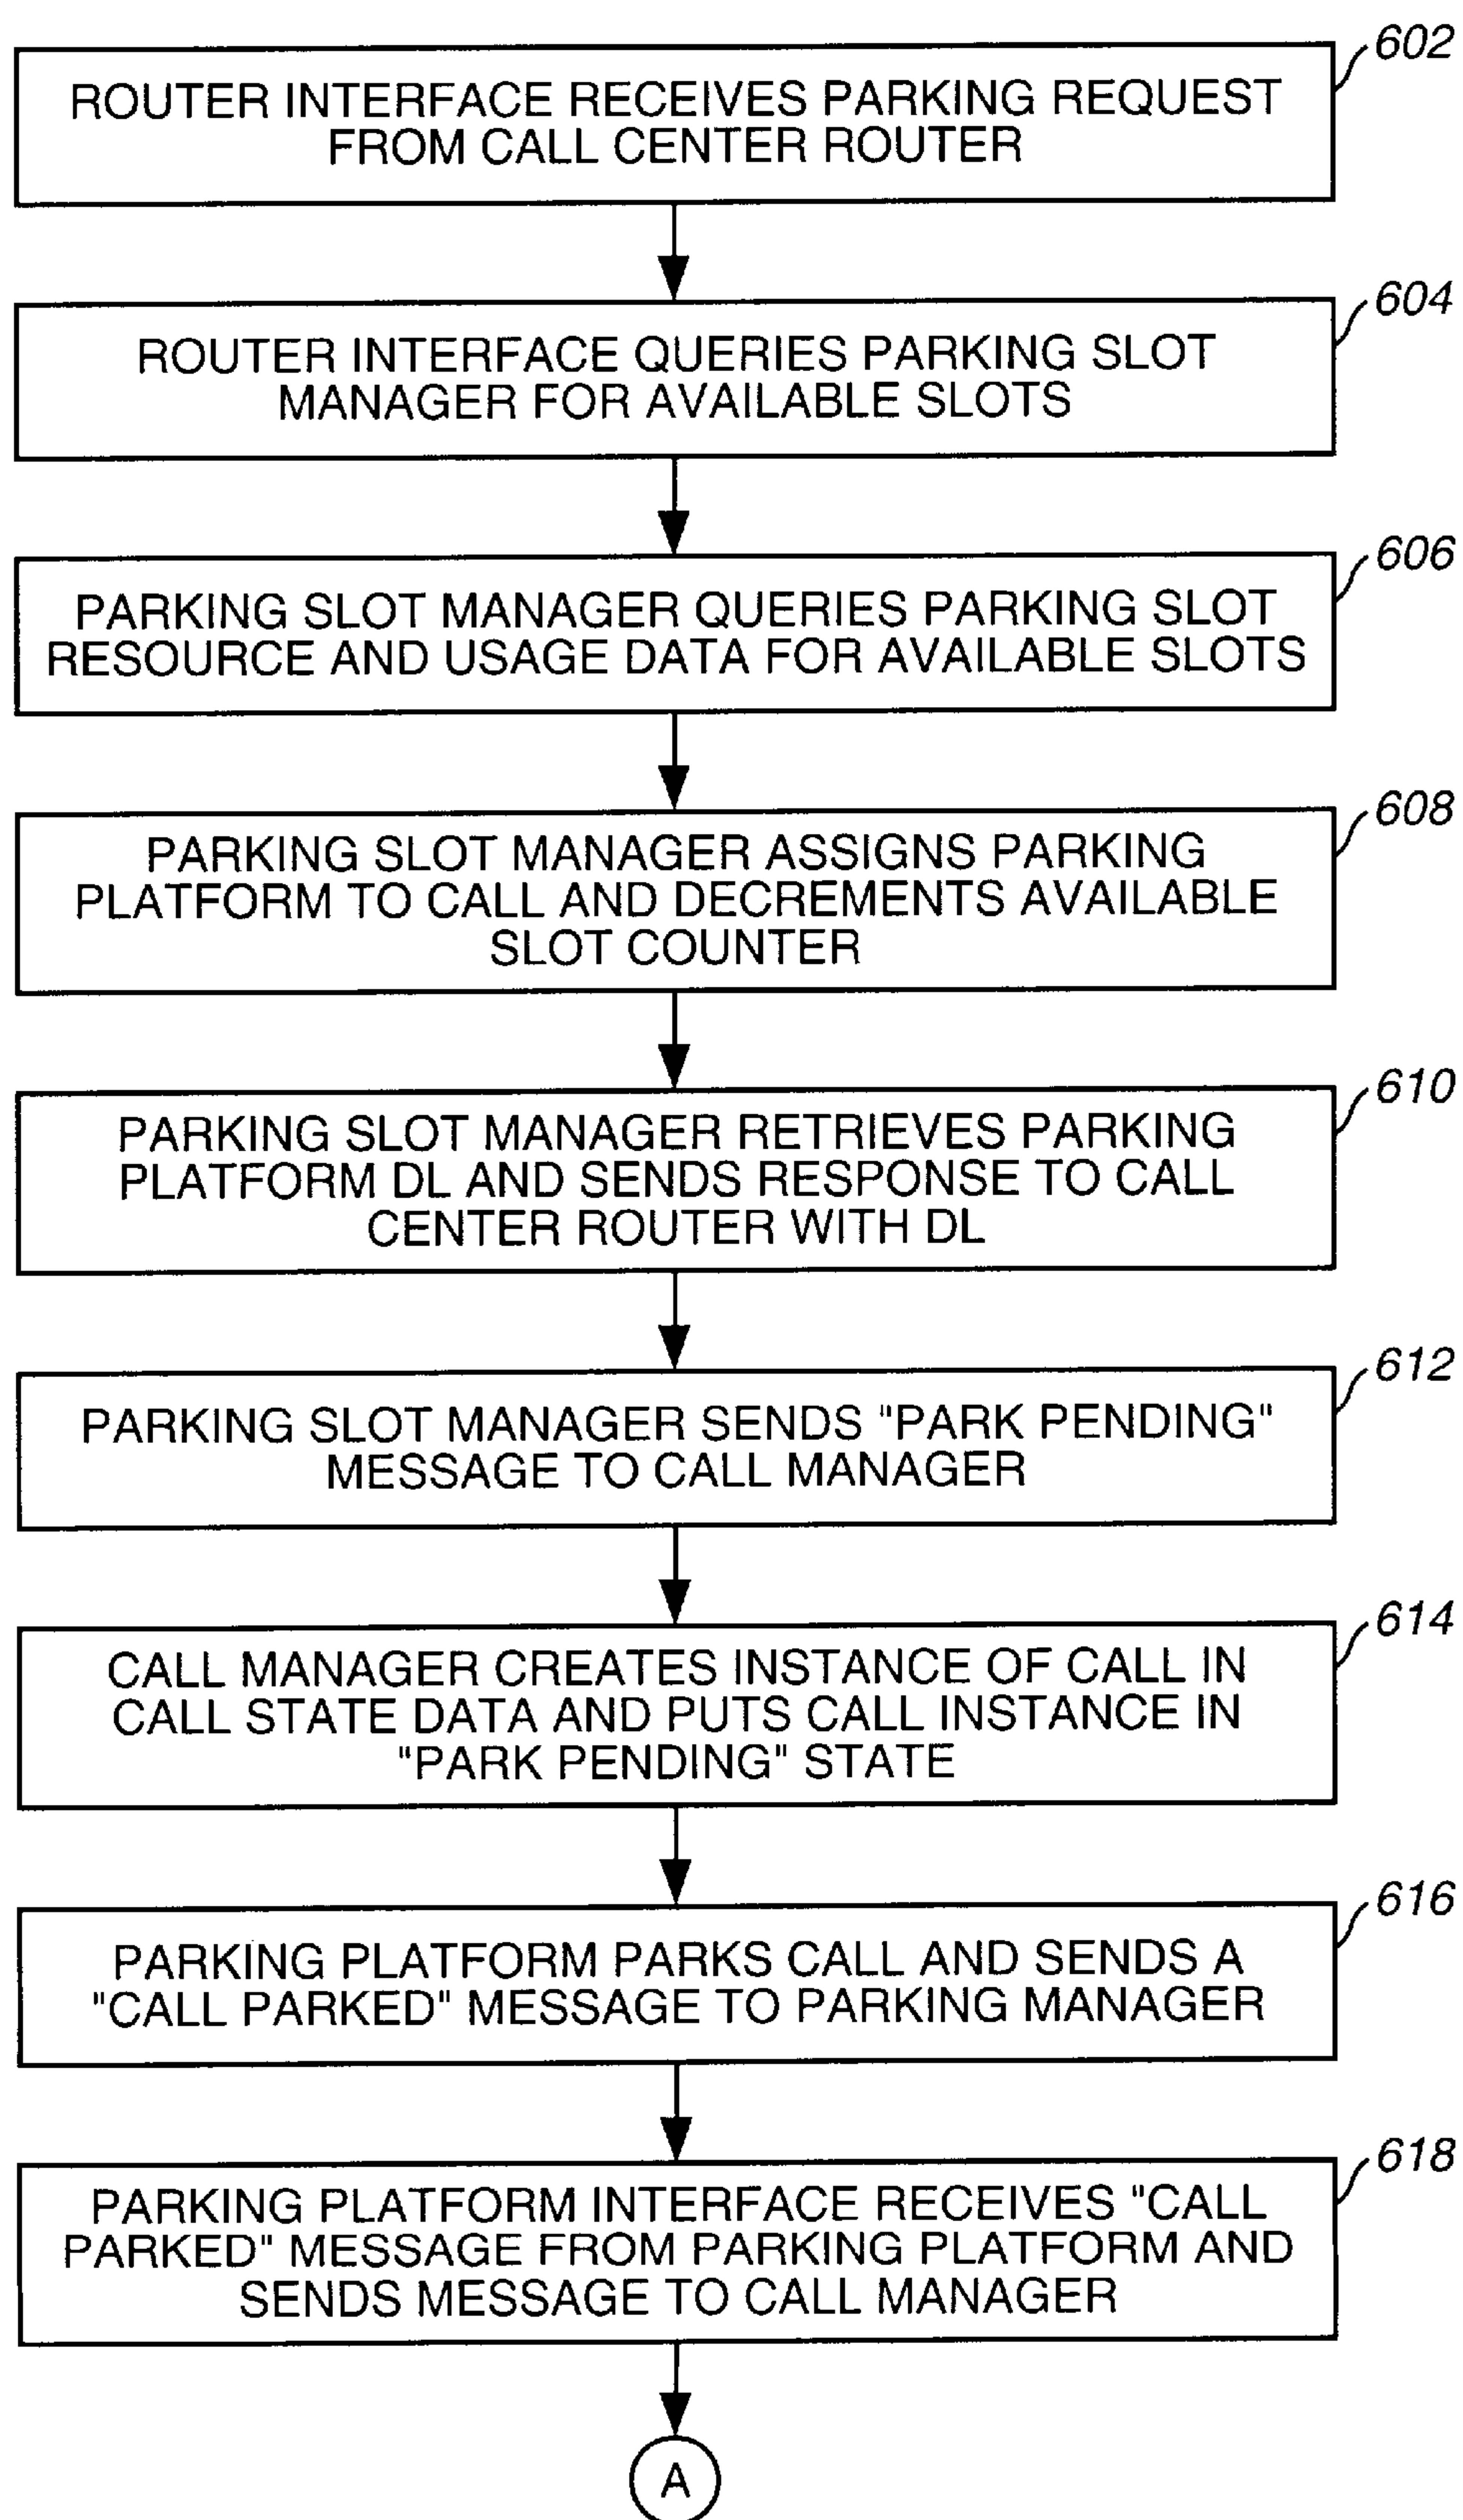 602
ROUTER INTERFACE RECEIVES PARKING REQUEST
FROM CALL CENTER ROUTER
604
ROUTER INTERFACE QUERIES PARKING SLOT
MANAGER FOR AVAILABLE SLOTS
606
PARKING SLOT MANAGER QUERIES PARKING SLOT
RESOURCE AND USAGE DATA FOR AVAILABLE SLOTS
608
PARKING SLOT MANAGER ASSIGNS PARKING
PLATFORM TO CALL AND DECREMENTS AVAILABLE
SLOT COUNTER
610
PARKING SLOT MANAGER RETRIEVES PARKING
PLATFORM DL AND SENDS RESPONSE TO CALL
CENTER ROUTER WITH DL
612
PARKING SLOT MANAGER SENDS "PARK PENDING"
MESSAGE TO CALL MANAGER
614
CALL MANAGER CREATES INSTANCE OF CALL IN
CALL STATE DATA AND PUTS CALL INSTANCE IN
"PARK PENDING" STATE
616
PARKING PLATFORM PARKS CALL AND SENDS A
"CALL PARKED" MESSAGE TO PARKING MANAGER
618
PARKING PLATFORM INTERFACE RECEIVES "CALL
PARKED" MESSAGE FROM PARKING PLATFORM AND
SENDS MESSAGE TO CALL MANAGER
A